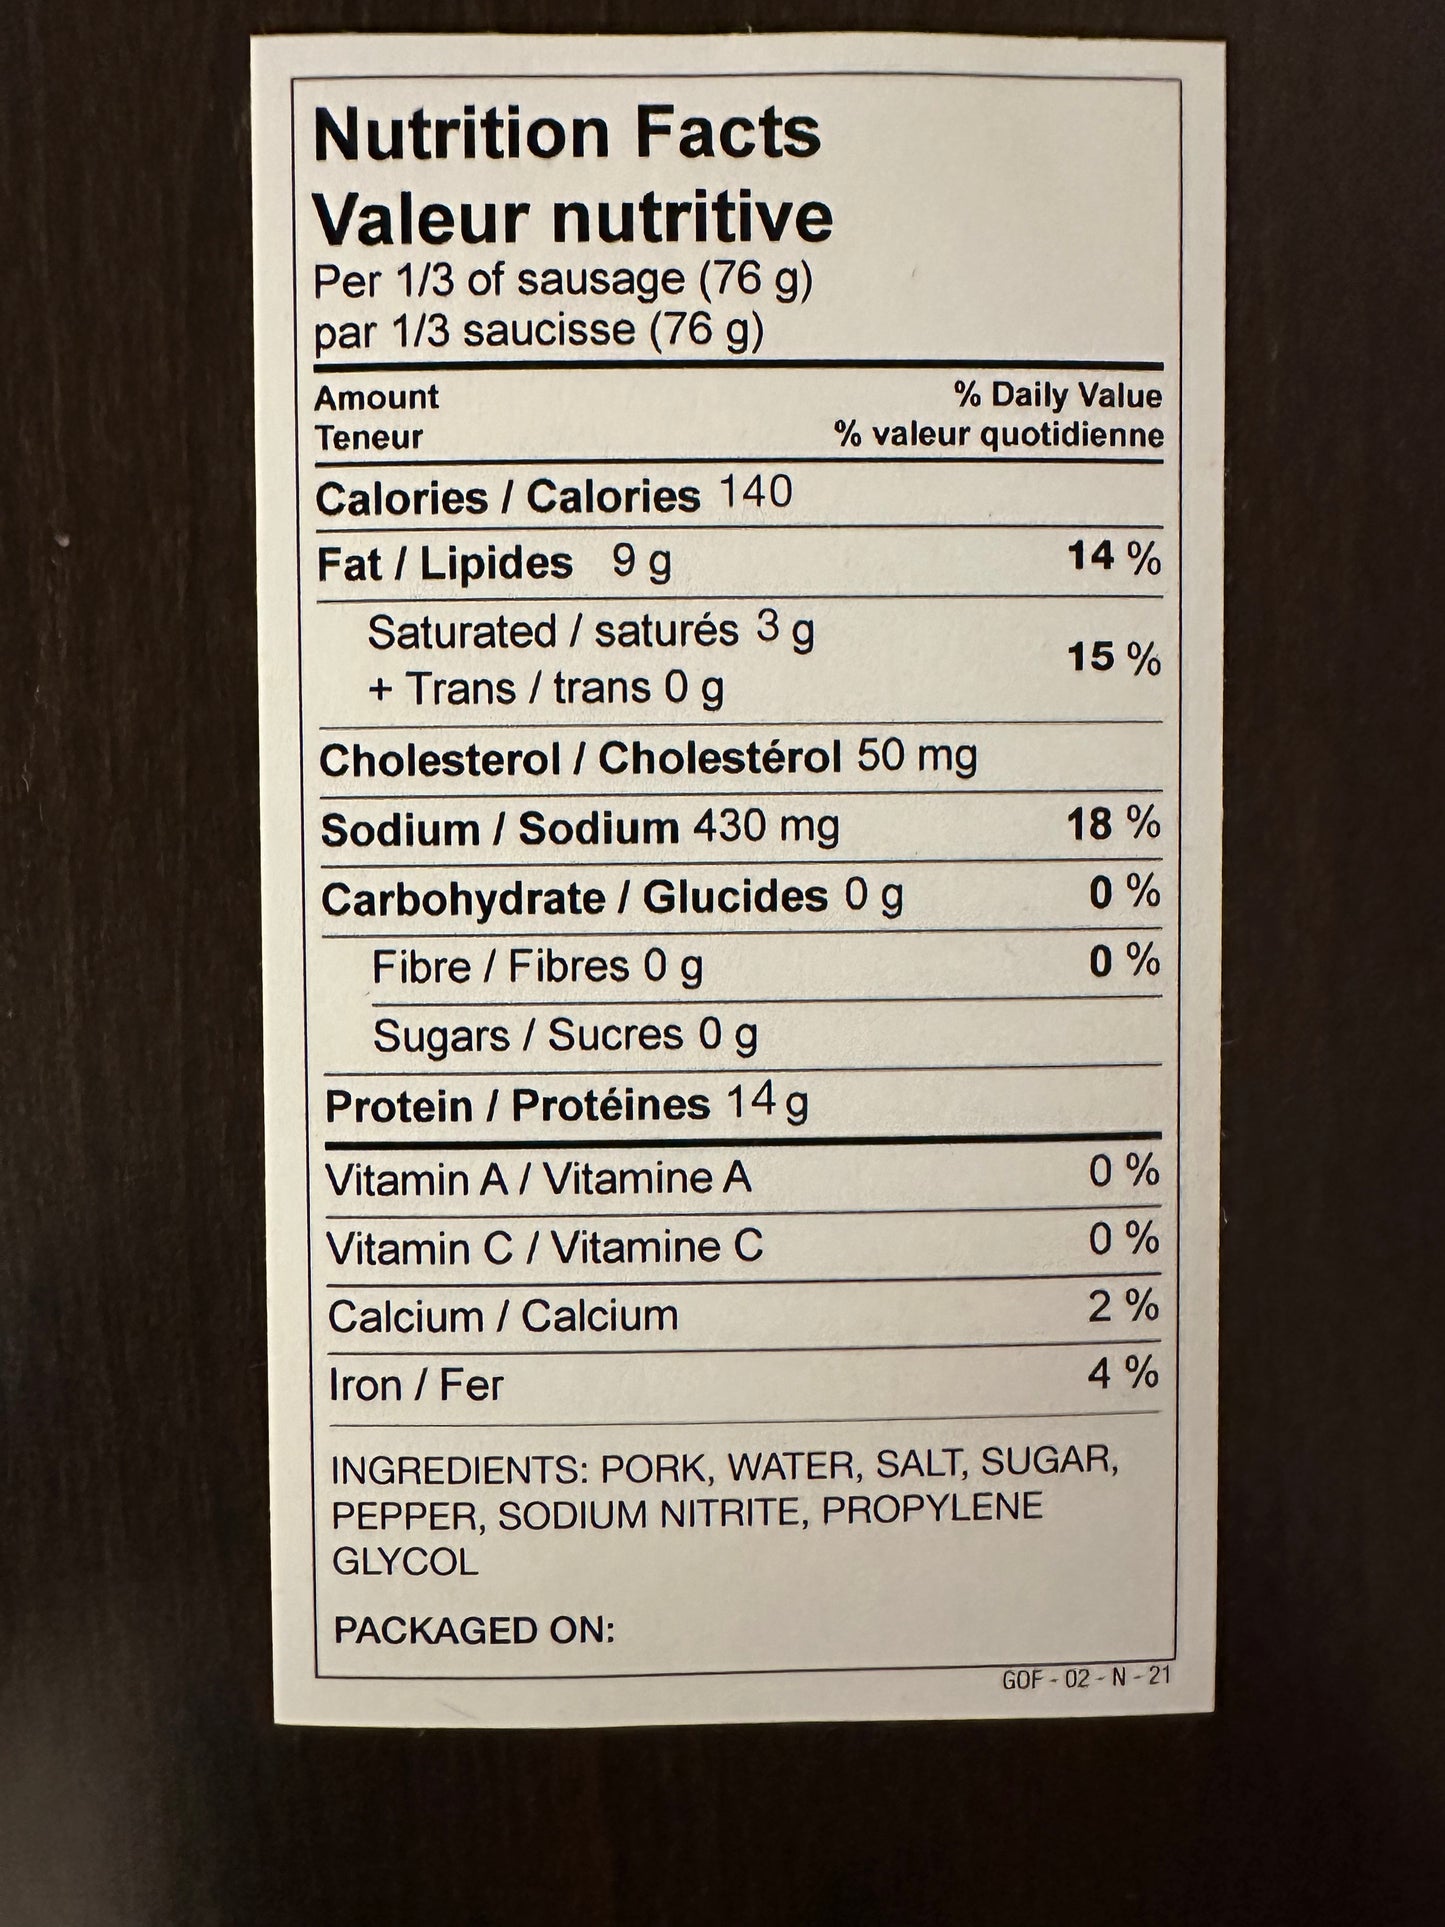 Nutrition Facts
Valeur nutritive
Per 1/3 of sausage (76 g)
par 1/3 saucisse (76 g)
Amount % Daily Value
Teneur % valeur quotidienne
Calories / Calories 140
Fat / Lipides 9 g 14 %
Saturated / saturés 3 g
+ Trans / trans 0 g 15 %
Cholesterol / Cholestérol 50 mg
Sodium / Sodium 430 mg 18 %
Carbohydrate / Glucides 0 g 0 %
Fibre / Fibres 0 g 0 %
Sugars / Sucres 0 g
Protein / Protéines 14 g
Vitamin A / Vitamine A 0 %
Vitamin C / Vitamine C 0 %
Calcium / Calcium 2 %
Iron / Fer 4 %
INGREDIENTS: PORK, WATER, SALT, SUGAR,
PEPPER, SODIUM NITRITE, PROPYLENE
GLYCOL
PACKAGED ON:
GOF - 02 - N - 21